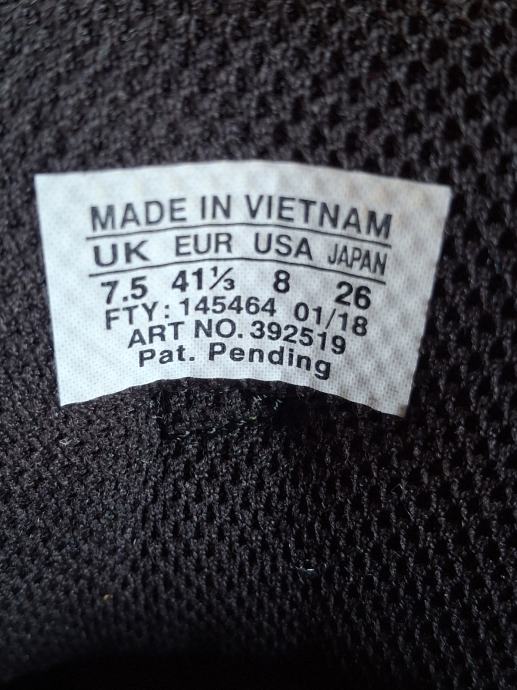 MADE IN VIETNAM
UK EUR USA JAPAN
7.5 41⅓ 8 26
FTY: 145464 01/18
ART NO. 392519
Pat. Pending